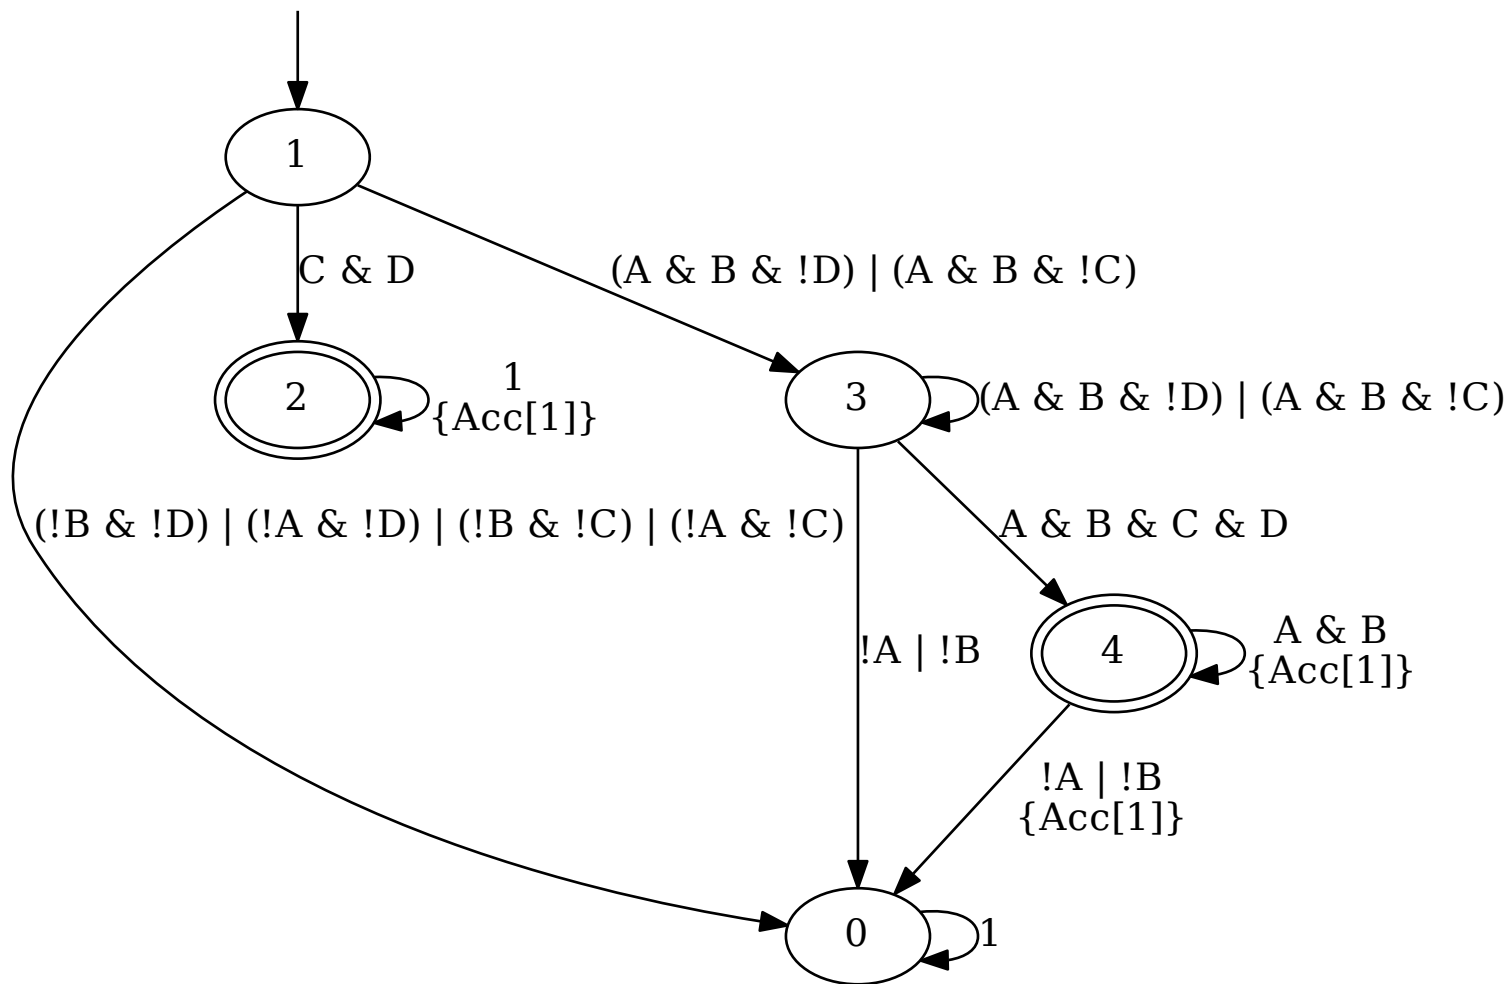 1
C & D
(A & B & !D) | (A & B & !C)
2
1
{Acc[1]}
3
(A & B & !D) | (A & B & !C)
(!B & !D) | (!A & !D) | (!B & !C) | (!A & !C)
A & B & C & D
!A | !B
4
A & B
{Acc[1]}
!A | !B
{Acc[1]}
0
1